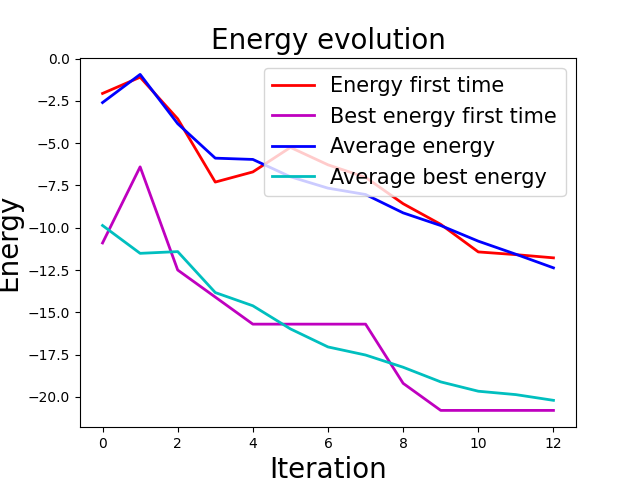 Energy evolution
Energy
0.0
−2.5
−5.0
−7.5
−10.0
−12.5
−15.0
−17.5
−20.0
Energy first time
Best energy first time
Average energy
Average best energy
0 2 4 6 8 10 12
Iteration